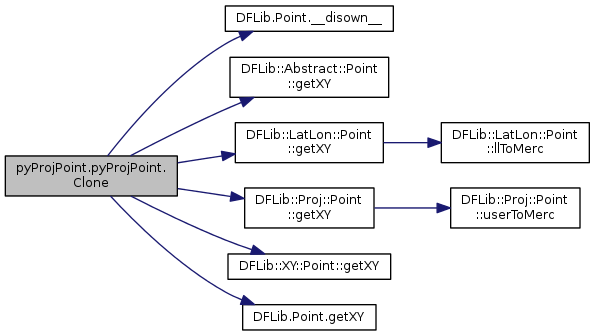 DFLib.Point.__disown__
DFLib::Abstract::Point
::getXY
DFLib::LatLon::Point
::getXY
DFLib::LatLon::Point
::llToMerc
pyProjPoint.pyProjPoint.
Clone
DFLib::Proj::Point
::getXY
DFLib::Proj::Point
::userToMerc
DFLib::XY::Point::getXY
DFLib.Point.getXY